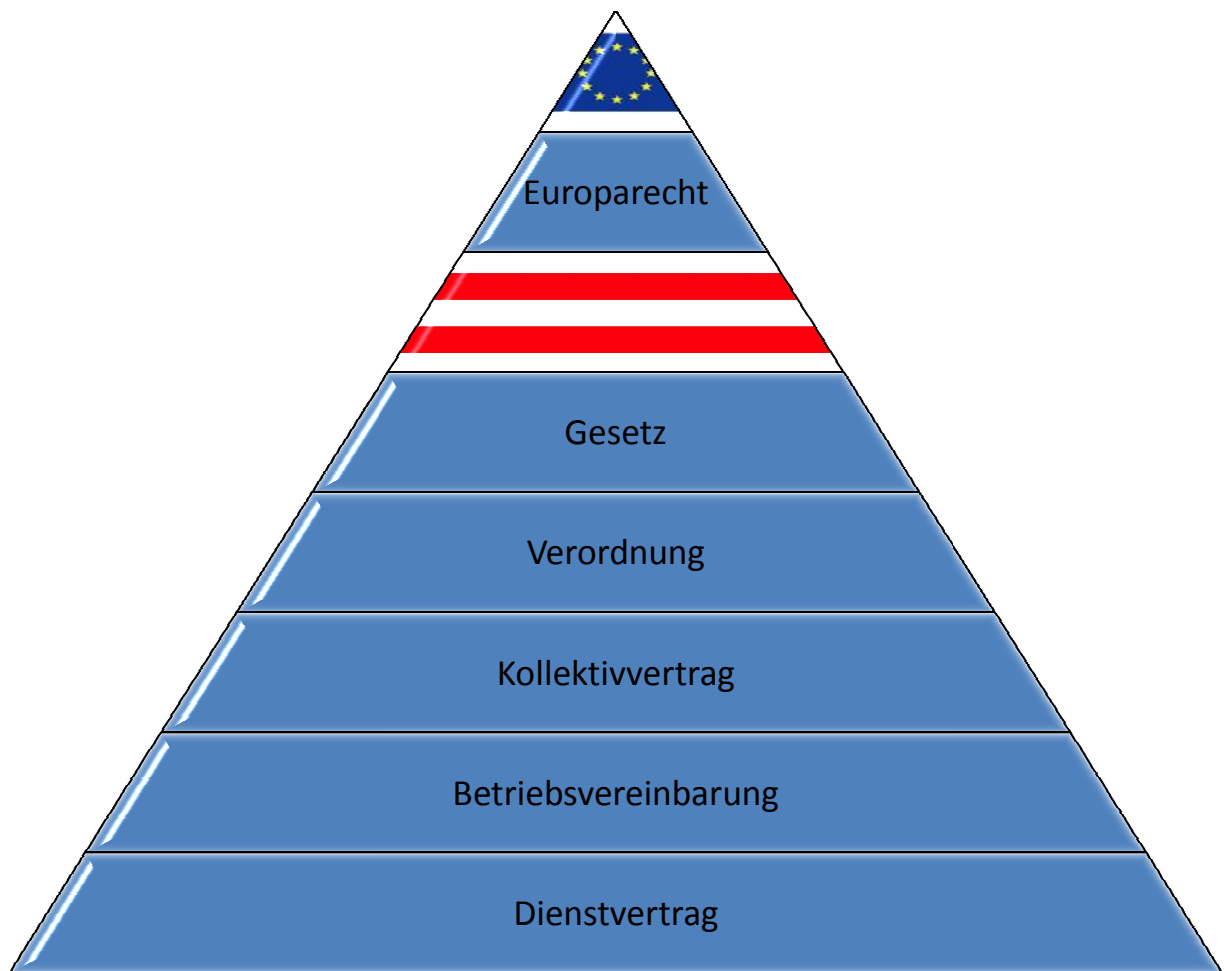 Europarecht
Gesetz
Verordnung
Kollektivvertrag
Betriebsvereinbarung
Dienstvertrag